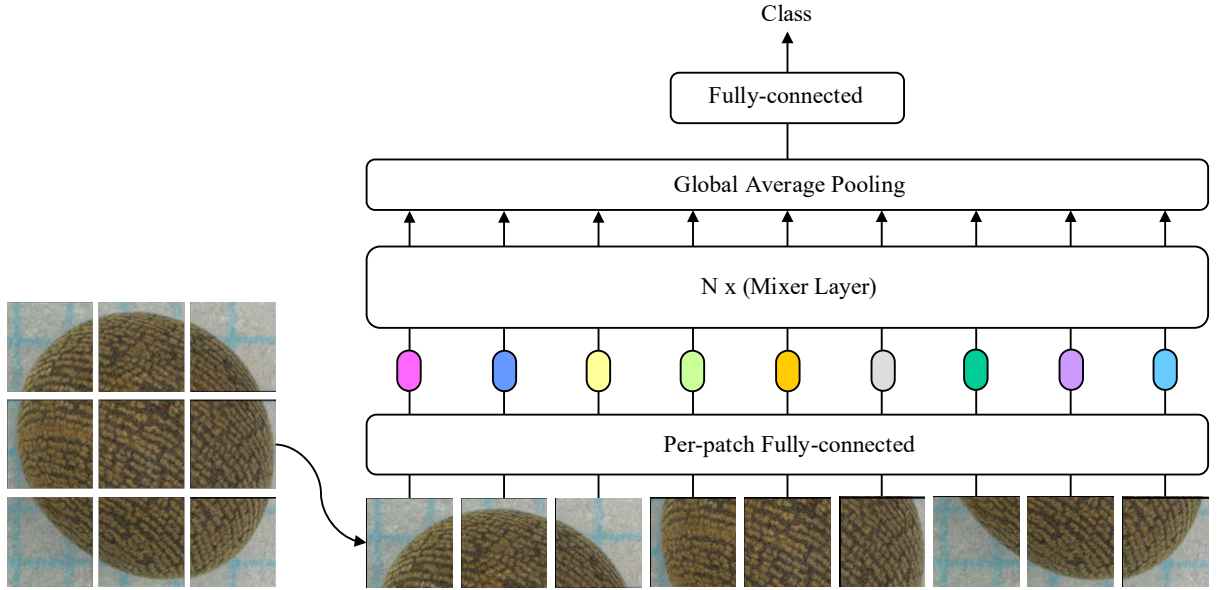 Class
Fully-connected
Global Average Pooling
N x (Mixer Layer)
Per-patch Fully-connected